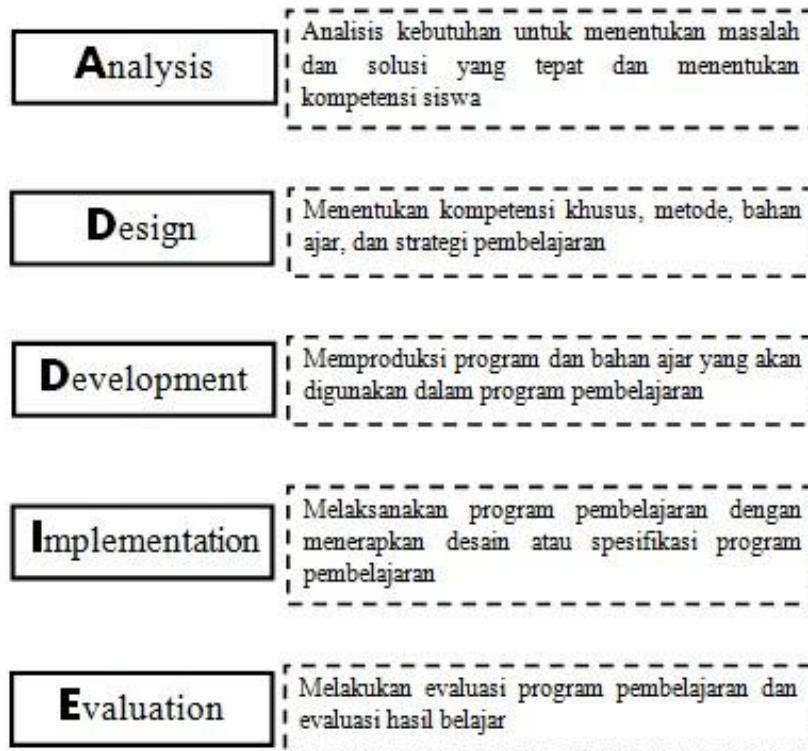 Analysis
Analisis kebutuhan untuk menentukan masalah
dan solusi yang tepat dan menentukan
kompetensi siswa
Design
Menentukan kompetensi khusus, metode, bahan
ajar, dan strategi pembelajaran
Development
Memproduksi program dan bahan ajar yang akan
digunakan dalam program pembelajaran
Implementation
Melaksanakan program pembelajaran dengan
menerapkan desain atau spesifikasi program
pembelajaran
Evaluation
Melakukan evaluasi program pembelajaran dan
evaluasi hasil belajar